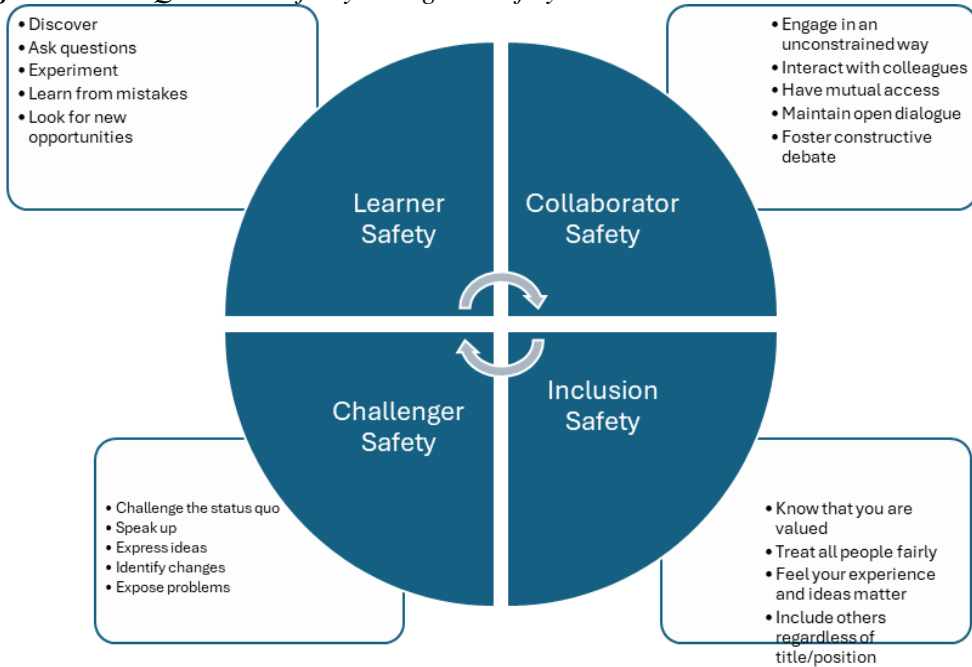 • Discover
• Ask questions
• Experiment
• Learn from mistakes
• Look for new
opportunities
• Engage in an
unconstrained way
• Interact with colleagues
• Have mutual access
• Maintain open dialogue
• Foster constructive
debate
Learner
Safety
Collaborator
Safety
Challenger
Safety
Inclusion
Safety
• Challenge the status quo
• Speak up
• Express ideas
• Identify changes
• Expose problems
• Know that you are
valued
• Treat all people fairly
• Feel your experience
and ideas matter
• Include others
regardless of
title/position